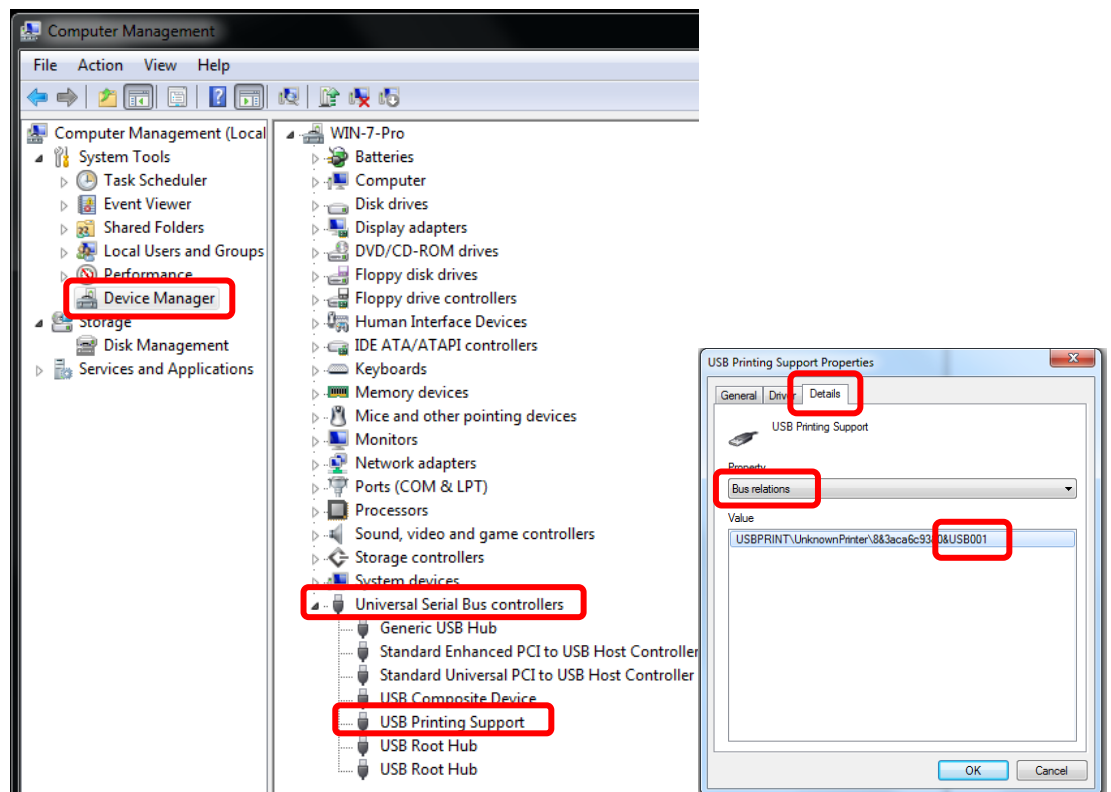 Computer Management
File Action View Help
Computer Management (Local
System Tools
Task Scheduler
Event Viewer
Shared Folders
Local Users and Groups
Performance
Device Manager
Storage
Disk Management
Services and Applications
WIN-7-Pro
Batteries
Computer
Disk drives
Display adapters
DVD/CD-ROM drives
Floppy disk drives
Floppy drive controllers
Human Interface Devices
IDE ATA/ATAPI controllers
Keyboards
Memory devices
Mice and other pointing devices
Monitors
Network adapters
Ports (COM & LPT)
Processors
Sound, video and game controllers
Storage controllers
System devices
Universal Serial Bus controllers
Generic USB Hub
Standard Enhanced PCI to USB Host Controller
Standard Universal PCI to USB Host Controller
USB Composite Device
USB Printing Support
USB Root Hub
USB Root Hub
USB Printing Support Properties
General Driver Details
USB Printing Support
Property
Bus relations
Value
&USB001
OK Cancel